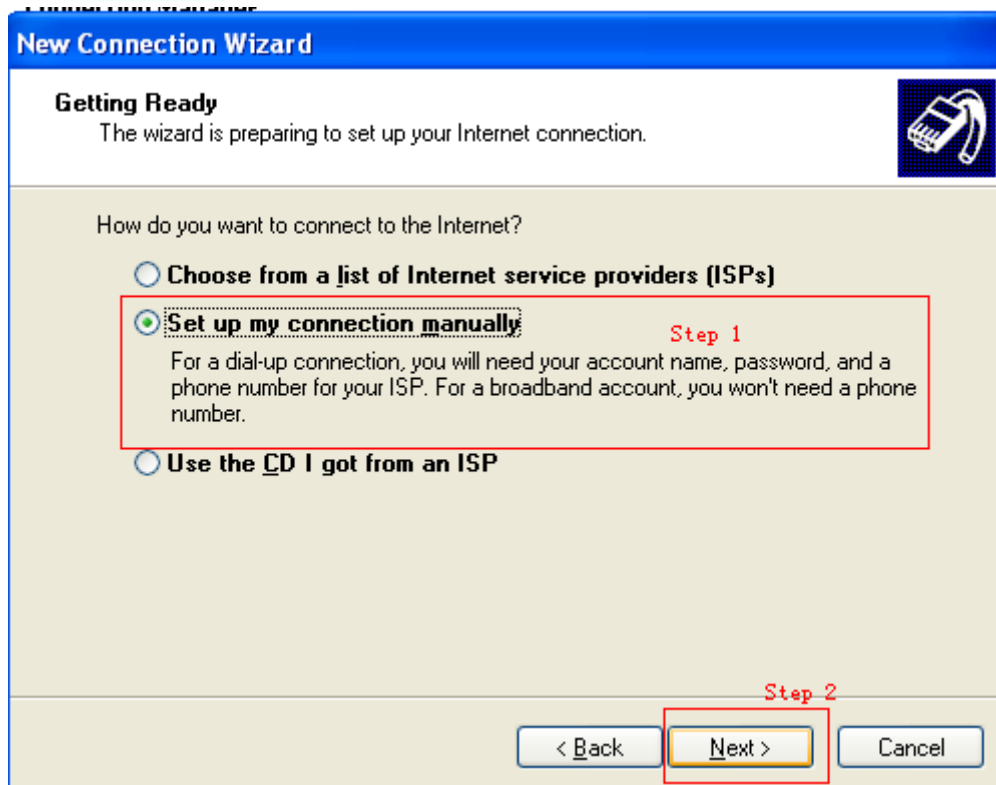 Connection Manager
New Connection Wizard
Getting Ready
The wizard is preparing to set up your Internet connection.
How do you want to connect to the Internet?
Choose from a list of Internet service providers (ISPs)
Set up my connection manually
Step 1
For a dial-up connection, you will need your account name, password, and a
phone number for your ISP. For a broadband account, you won't need a phone
number.
Use the CD I got from an ISP
Step 2
< Back
Next >
Cancel